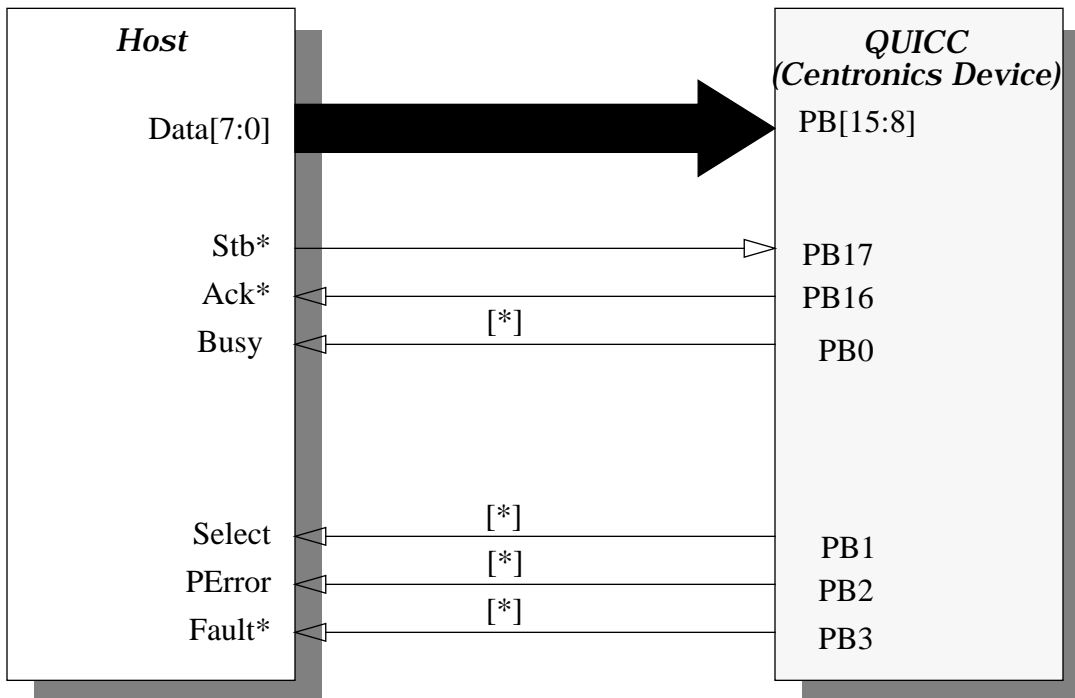 Host
QUICC
(Centronics Device)
Data[7:0]
PB[15:8]
Stb*
PB17
Ack*
PB16
[*]
Busy
PB0
[*]
Select
PB1
[*]
PError
PB2
[*]
Fault*
PB3